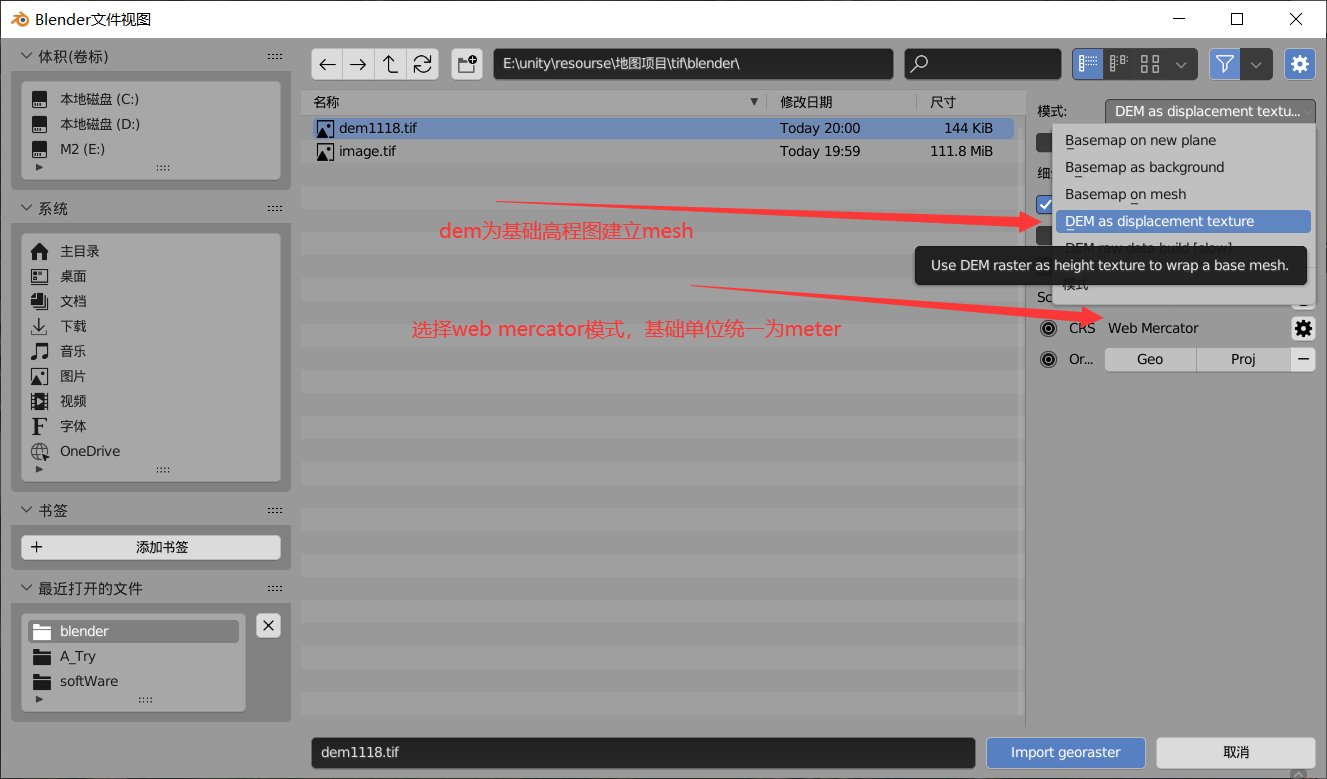 Blender文件视图
体积(卷标)
本地磁盘 (C:)
本地磁盘 (D:)
M2 (E:)
系统
主目录
桌面
文档
下载
音乐
图片
视频
字体
OneDrive
书签
添加书签
最近打开的文件
blender
A_Try
softWare
E:\unity\resourse\地图项目\tif\blender\
名称 修改日期 尺寸
dem1118.tif Today 20:00 144 KiB
image.tif Today 19:59 111.8 MiB
dem为基础高程图建立mesh
选择web mercator模式，基础单位统一为meter
模式: DEM as displacement textu...
Basemap on new plane
Basemap as background
细
Basemap on mesh
DEM as displacement texture
DEM raw data build [slow]
Use DEM raster as height texture to wrap a base mesh.
模式
Sc
CRS Web Mercator
Or... Geo Proj
dem1118.tif Import georaster 取消